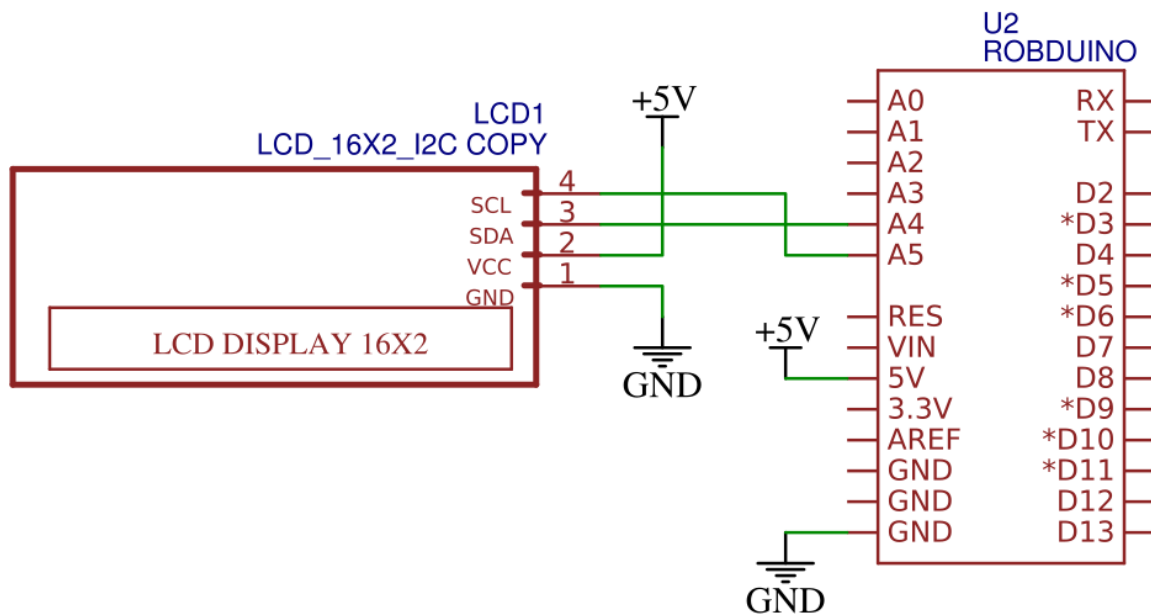 LCD1
LCD_16X2_I2C COPY
4
SCL
3
SDA
2
VCC
1
GND
LCD DISPLAY 16X2
+5V
GND
U2
ROBDUINO
A0 RX
A1 TX
A2
A3 D2
A4 *D3
A5 D4
*D5
RES *D6
VIN D7
5V D8
3.3V *D9
AREF *D10
GND *D11
GND D12
GND D13
+5V
GND